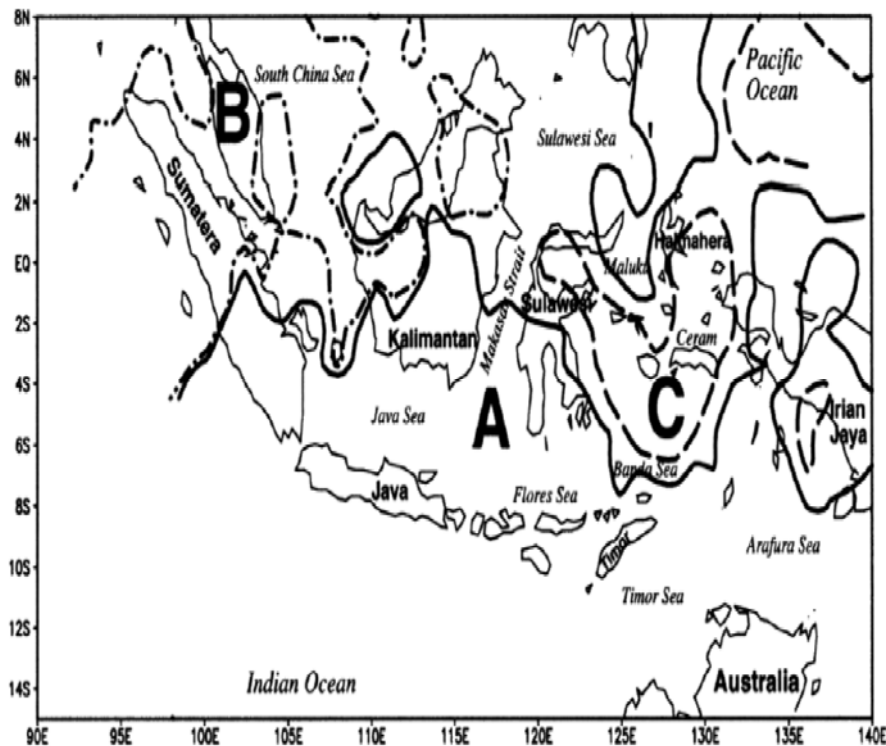 8N
6N
4N
2N
EQ
2S
4S
6S
8S
10S
12S
14S
90E
95E
100E
105E
110E
115E
120E
125E
130E
135E
140E
South China Sea
Pacific
Ocean
B
Sulawesi Sea
Sumatera
Halmahera
Maluku
Makasar Strait
Sulawesi
Kalimantan
Ceram
A
C
Java Sea
Irian
Jaya
Banda Sea
Java
Flores Sea
Timor
Arafura Sea
Timor Sea
Indian Ocean
Australia